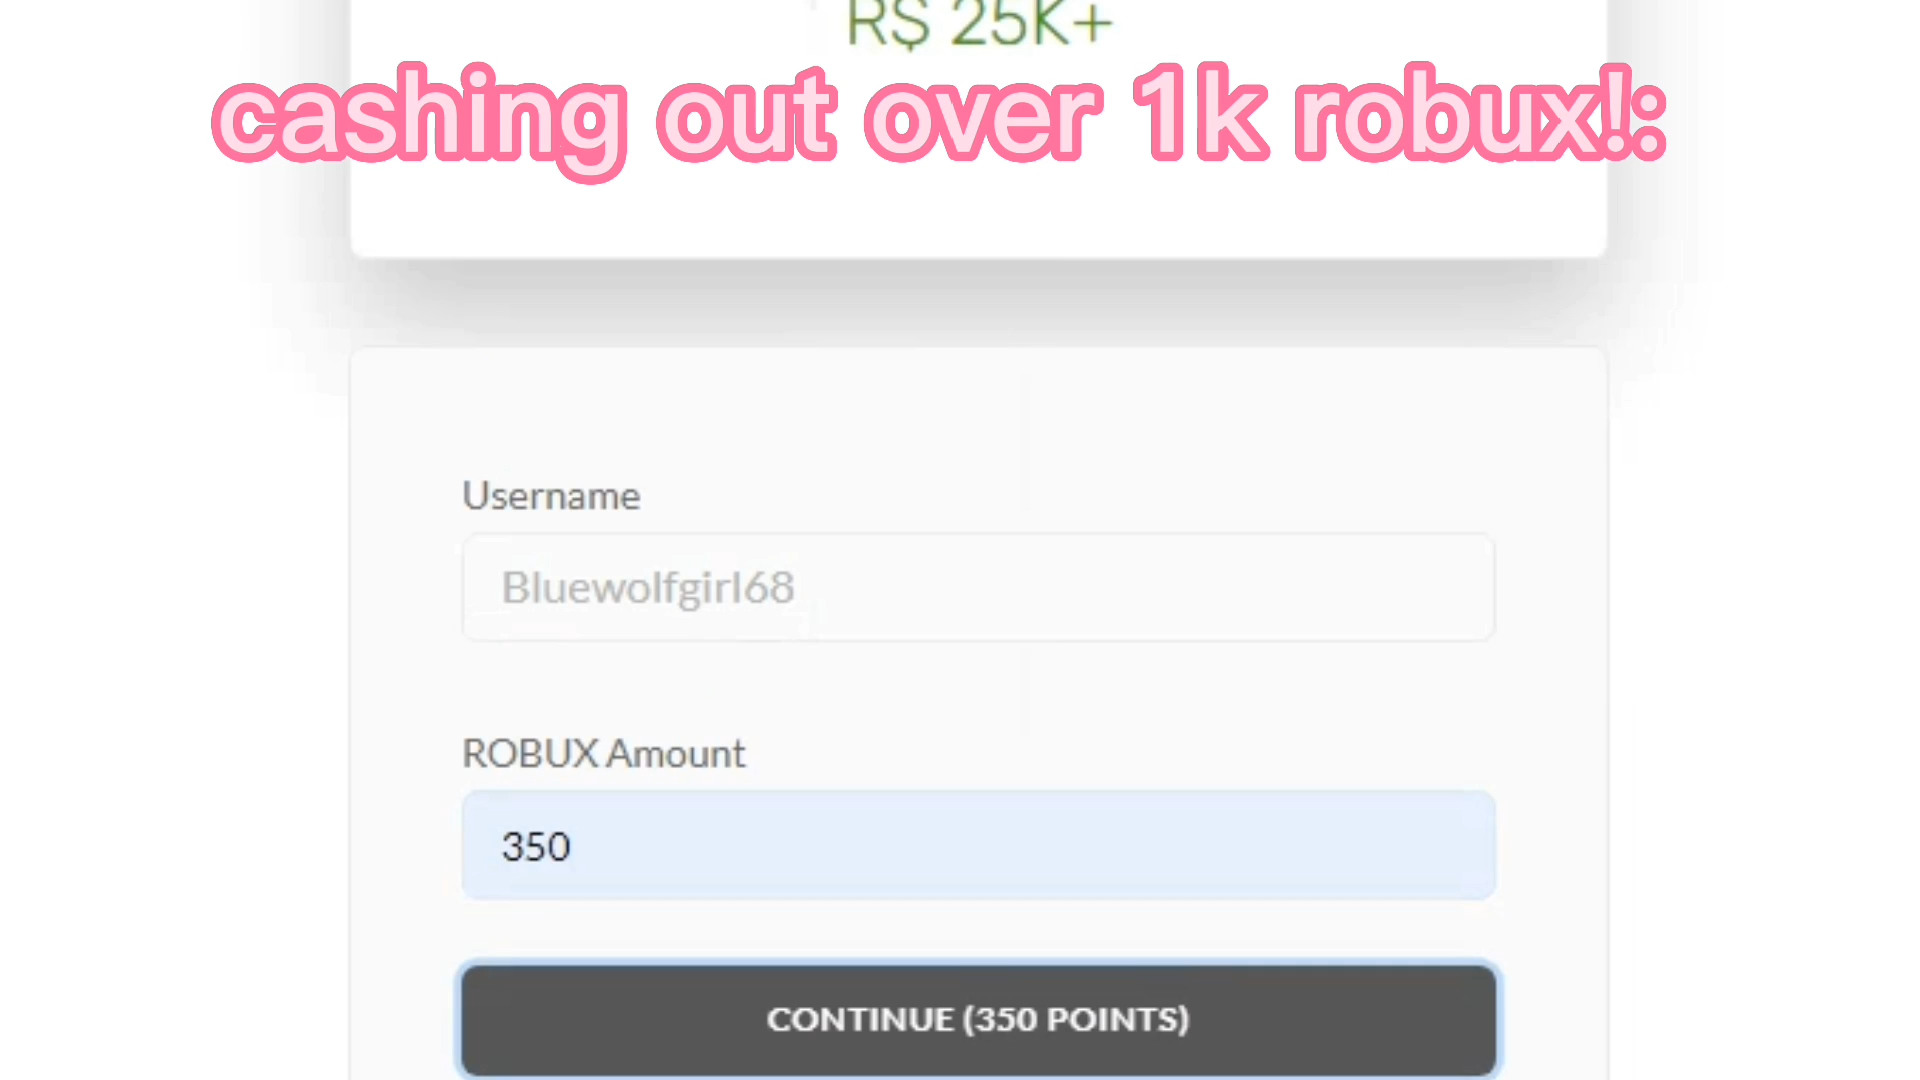 R$ 25K+
cashing out over 1k robux!:
Username
Bluewolfgirl68
ROBUX Amount
350
CONTINUE (350 POINTS)